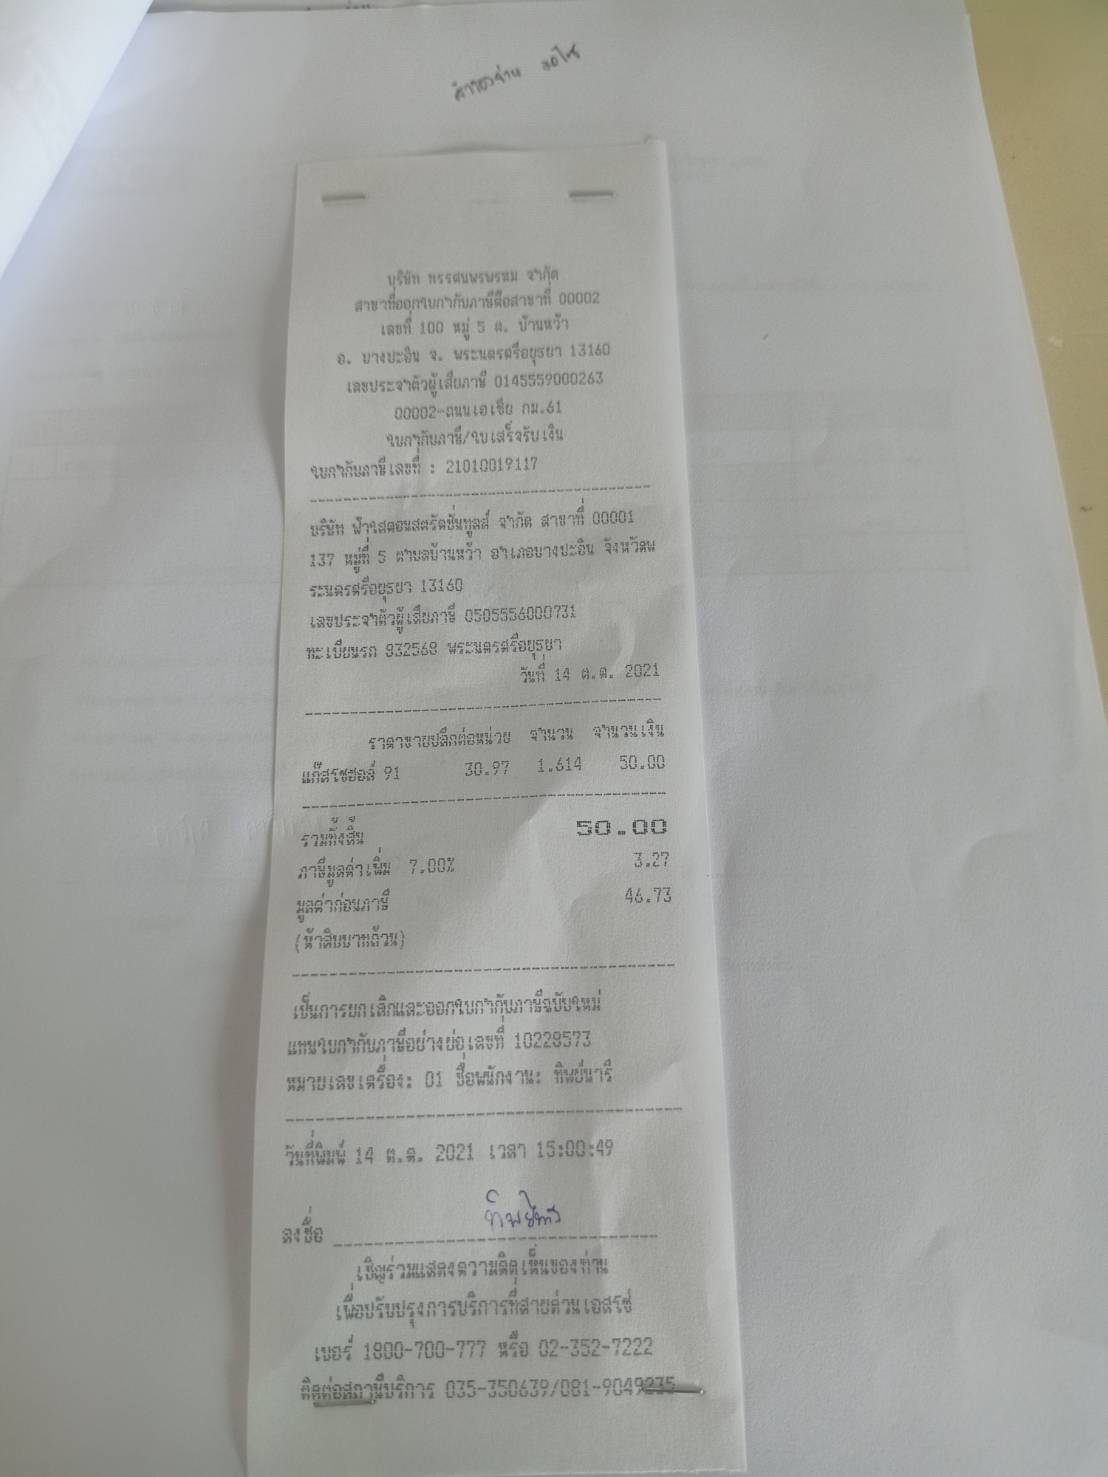 บริษัท ทรรศนพรพรหม จำกัด
สาขาที่ออกใบกำกับภาษีคือสาขาที่ 00002
เลขที่ 100 หมู่ 5 ต. บ้านหว้า
อ. บางปะอิน จ. พระนครศรีอยุธยา 13160
เลขประจำตัวผู้เสียภาษี 0145559000263
00002-ถนนเอเซีย กม.61
ใบกำกับภาษี/ใบเสร็จรับเงิน
ใบกำกับภาษีเลขที่ : 21010019117
บริษัท ฟ้าใสคอนสตรัคชั่นทูลส์ จำกัด สาขาที่ 00001
137 หมู่ที่ 5 ตำบลบ้านหว้า อำเภอบางปะอิน จังหวัดพ
ระนครศรีอยุธยา 13160
เลขประจำตัวผู้เสียภาษี 0505556000731
ทะเบียนรถ 832568 พระนครศรีอยุธยา
วันที่ 14 ต.ค. 2021
ราคาขายปลีกต่อหน่วย จำนวน จำนวนเงิน
แก๊สโซฮอล์ 91 30.97 1.614 50.00
รวมทั้งสิ้น 50.00
ภาษีมูลค่าเพิ่ม 7.00% 3.27
มูลค่าก่อนภาษี 46.73
(ห้าสิบบาทถ้วน)
เป็นการยกเลิกและออกใบกำกับภาษีฉบับใหม่
แทนใบกำกับภาษีอย่างย่อเลขที่ 10228573
หมายเลขเครื่อง: 01 ชื่อพนักงาน: ทิพย์นารี
วันที่พิมพ์ 14 ต.ค. 2021 เวลา 15:00:49
ลงชื่อ
เชิญร่วมแสดงความคิดเห็นของท่าน
เพื่อปรับปรุงการบริการที่สายด่วนเอสโซ่
เบอร์ 1800-700-777 หรือ 02-352-7222
ติดต่อสถานีบริการ 035-350639/081-9049235